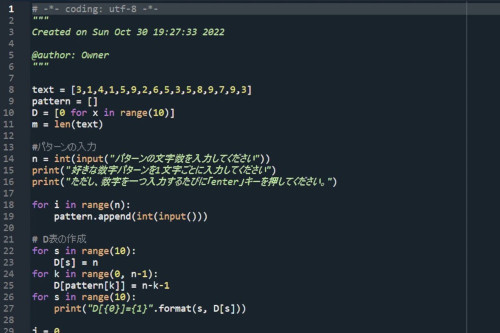 1 # -*- coding: utf-8 -*-
2 """
3 Created on Sun Oct 30 19:27:33 2022
4
5 @author: Owner
6 """
7
8 text = [3,1,4,1,5,9,2,6,5,3,5,8,9,7,9,3]
9 pattern = []
10 D = [0 for x in range(10)]
11 m = len(text)
12
13 #パターンの入力
14 n = int(input("パターンの文字数を入力してください"))
15 print("好きな数字パターンを1文字ごとに入力してください。")
16 print("ただし、数字を一つ入力するたびに「enter」キーを押してください。")
17
18 for i in range(n):
19 pattern.append(int(input()))
20
21 # D表の作成
22 for s in range(10):
23 D[s] = n
24 for k in range(0, n-1):
25 D[pattern[k]] = n-k-1
26 for s in range(10):
27 print("D[{0}]={1}".format(s, D[s]))
28
29 i = 0